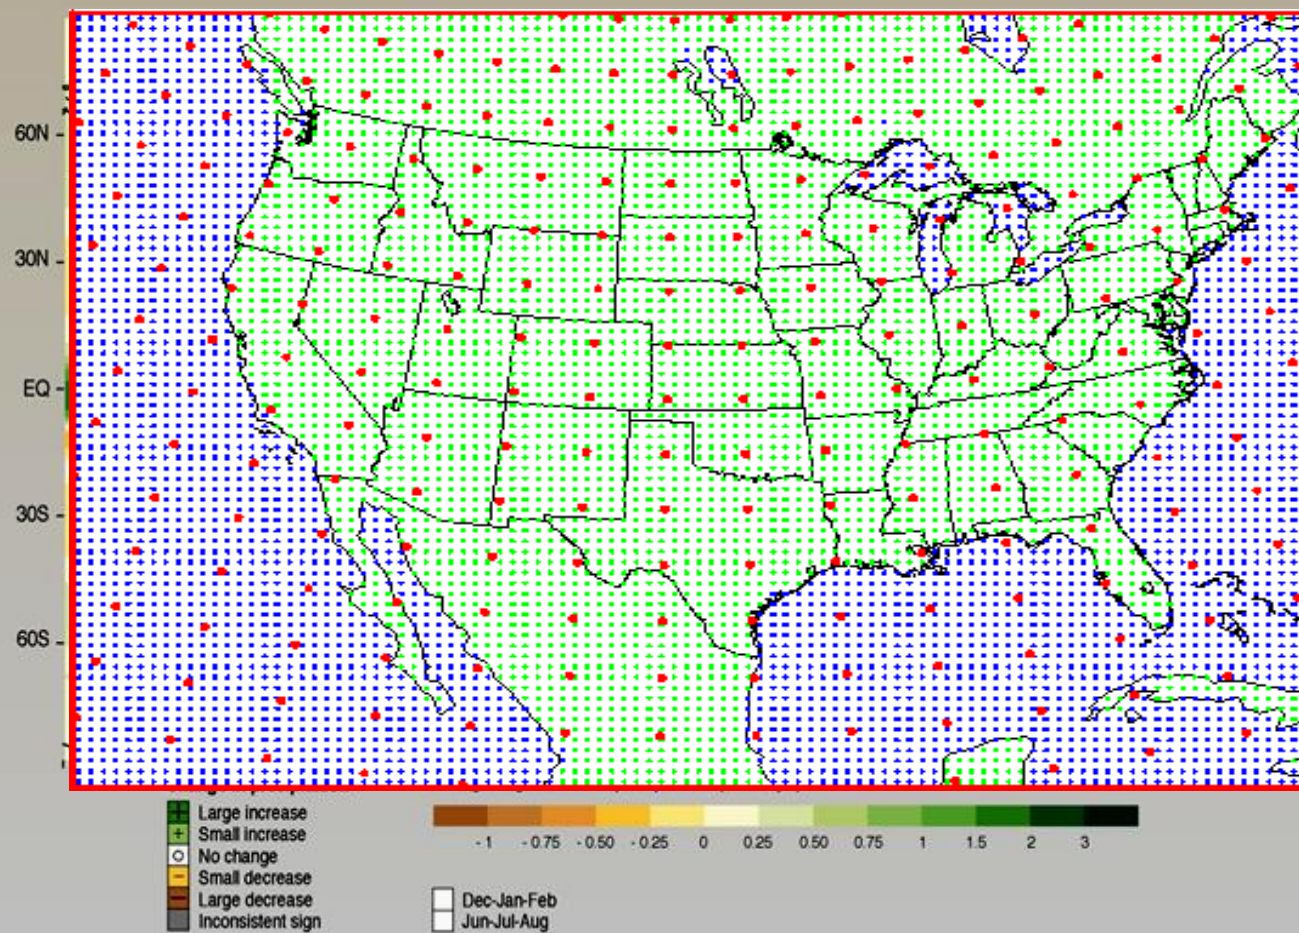 60N
30N
EQ
30S
60S
Large increase
Small increase
No change
Small decrease
Large decrease
Inconsistent sign
- 1 - 0.75 - 0.50 - 0.25 0 0.25 0.50 0.75 1 1.5 2 3
Dec-Jan-Feb
Jun-Jul-Aug